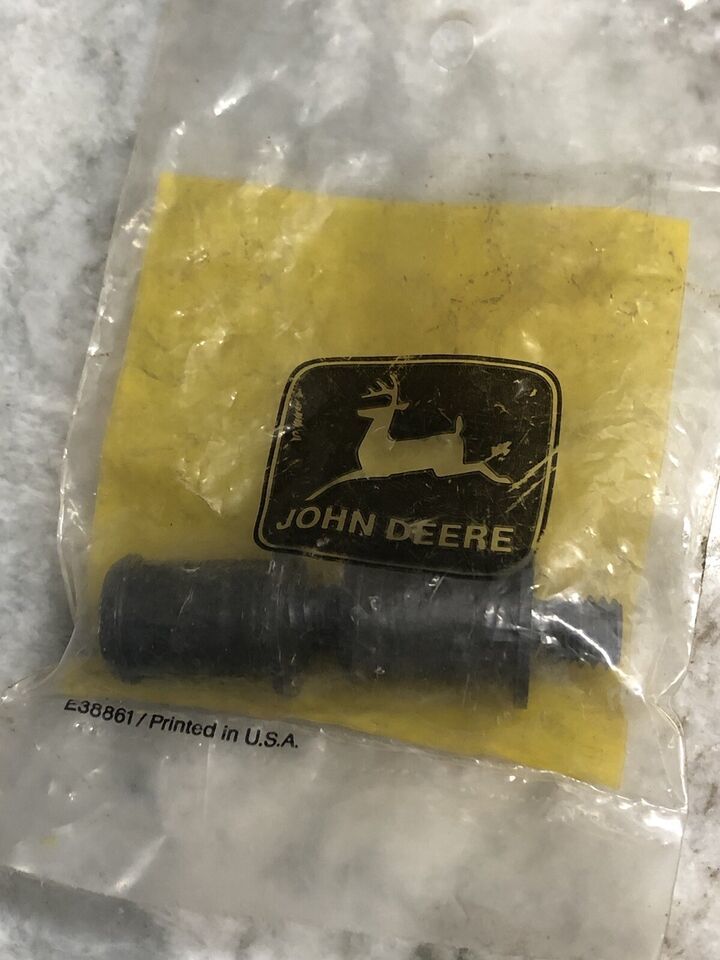 JOHN DEERE
E38861/Printed in U.S.A.